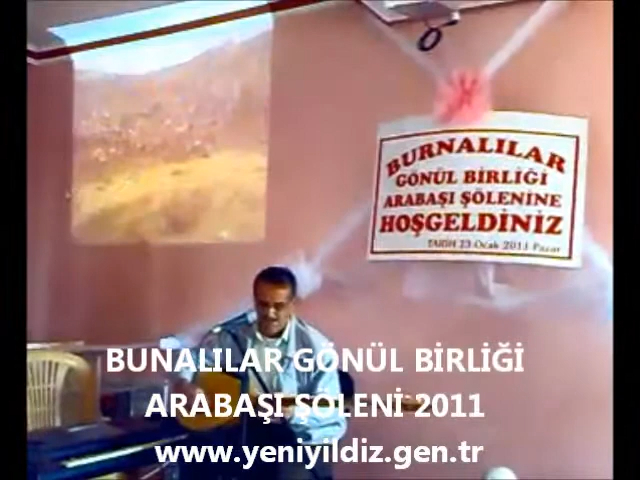 BURNALILAR
GÖNÜL BİRLİĞİ
ARABAŞI ŞÖLENİNE
HOŞGELDİNİZ
TARİH 23 Ocak 2011 Pazar
BUNALILAR GÖNÜL BİRLİĞİ
ARABAŞI ŞOLENİ 2011
www.yeniyildiz.gen.tr